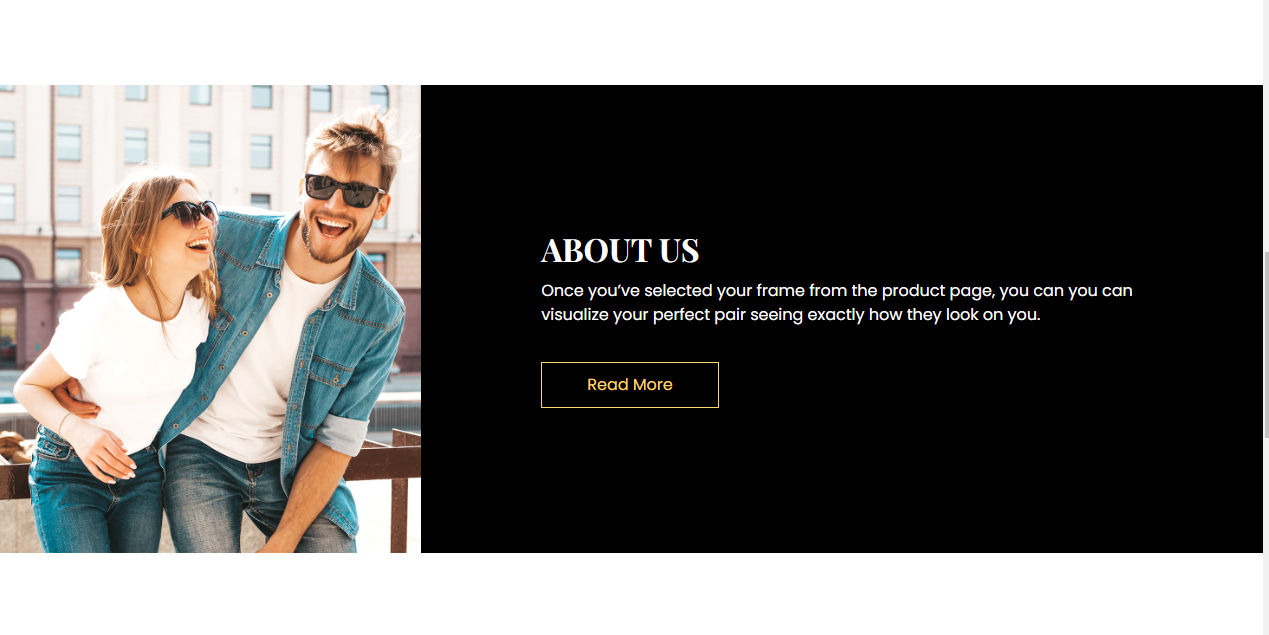 ABOUT US
Once you’ve selected your frame from the product page, you can you can
visualize your perfect pair seeing exactly how they look on you.
Read More